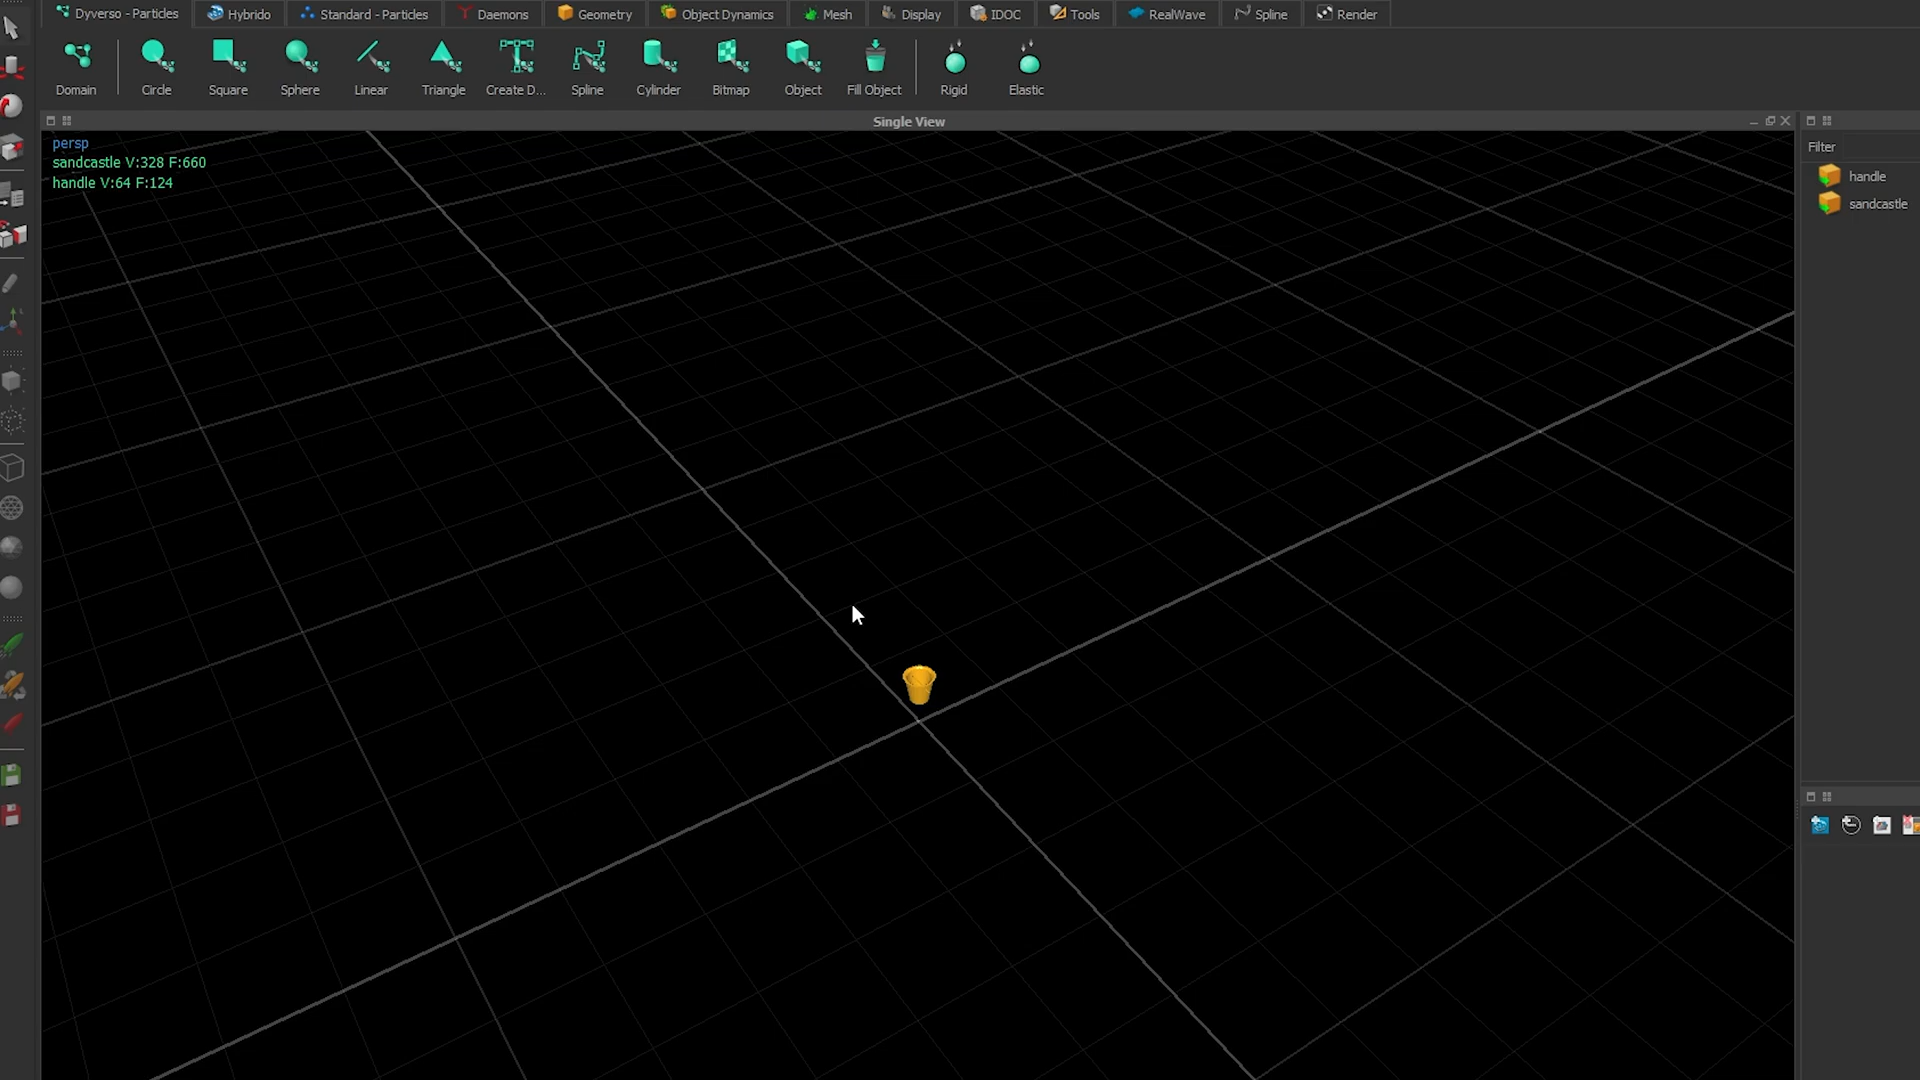 Dyverso - Particles Hybrido Standard - Particles Daemons Geometry Object Dynamics Mesh Display IDOC Tools RealWave Spline Render
Domain Circle Square Sphere Linear Triangle Create D... Spline Cylinder Bitmap Object Fill Object Rigid Elastic
Single View
persp
sandcastle V:328 F:660
handle V:64 F:124
Filter
handle
sandcastle